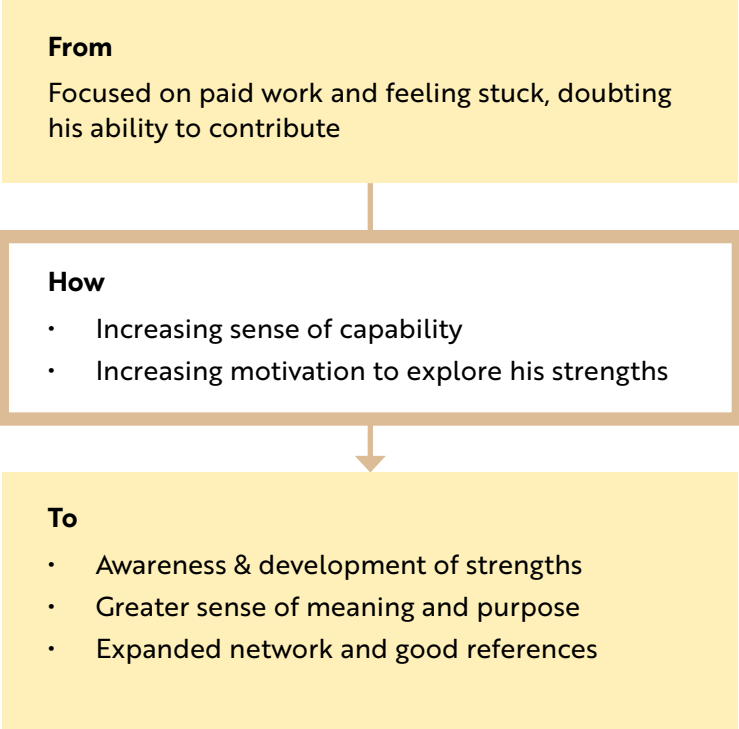 From
Focused on paid work and feeling stuck, doubting
his ability to contribute
How
• Increasing sense of capability
• Increasing motivation to explore his strengths
To
• Awareness & development of strengths
• Greater sense of meaning and purpose
• Expanded network and good references